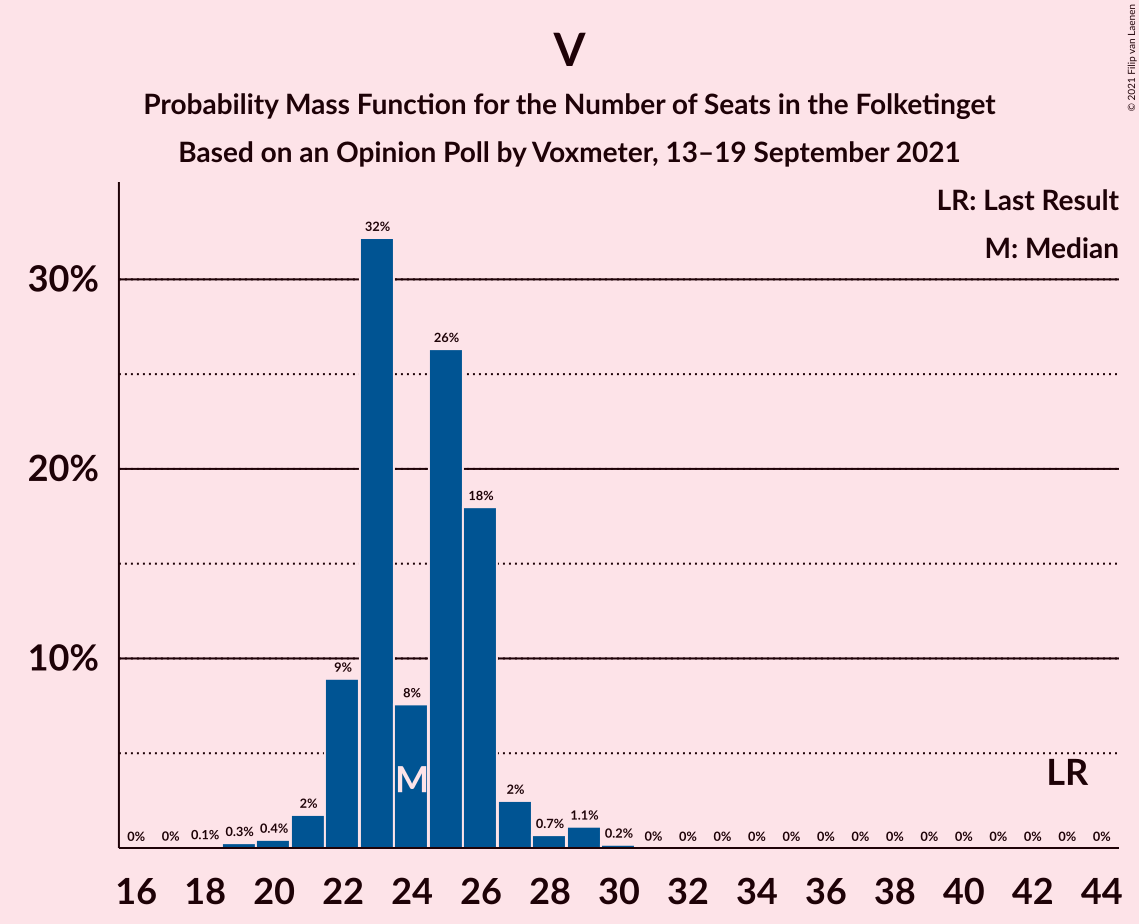 V
Probability Mass Function for the Number of Seats in the Folketinget
Based on an Opinion Poll by Voxmeter, 13–19 September 2021
© 2021 Filip van Laenen
LR: Last Result
M: Median
32%
30%
26%
20%
18%
10%
9%
8%
M
LR
0% 0% 0.1% 0.3% 0.4% 2% 2% 0.7% 1.1% 0.2% 0% 0% 0% 0% 0% 0% 0% 0% 0% 0% 0% 0% 0% 0%
16 18 20 22 24 26 28 30 32 34 36 38 40 42 44